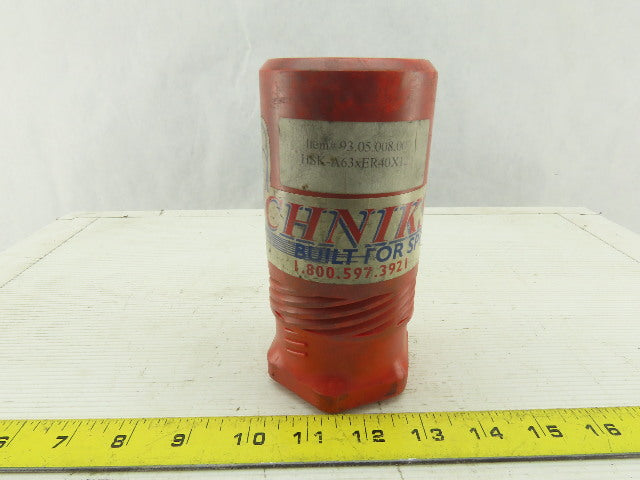 Item# 93.05.008.00
HSK-A63xER40X1
CHNIK
BUILT FOR SP
1.800.597.3921
6 7 8 9 10 11 12 13 14 15 16